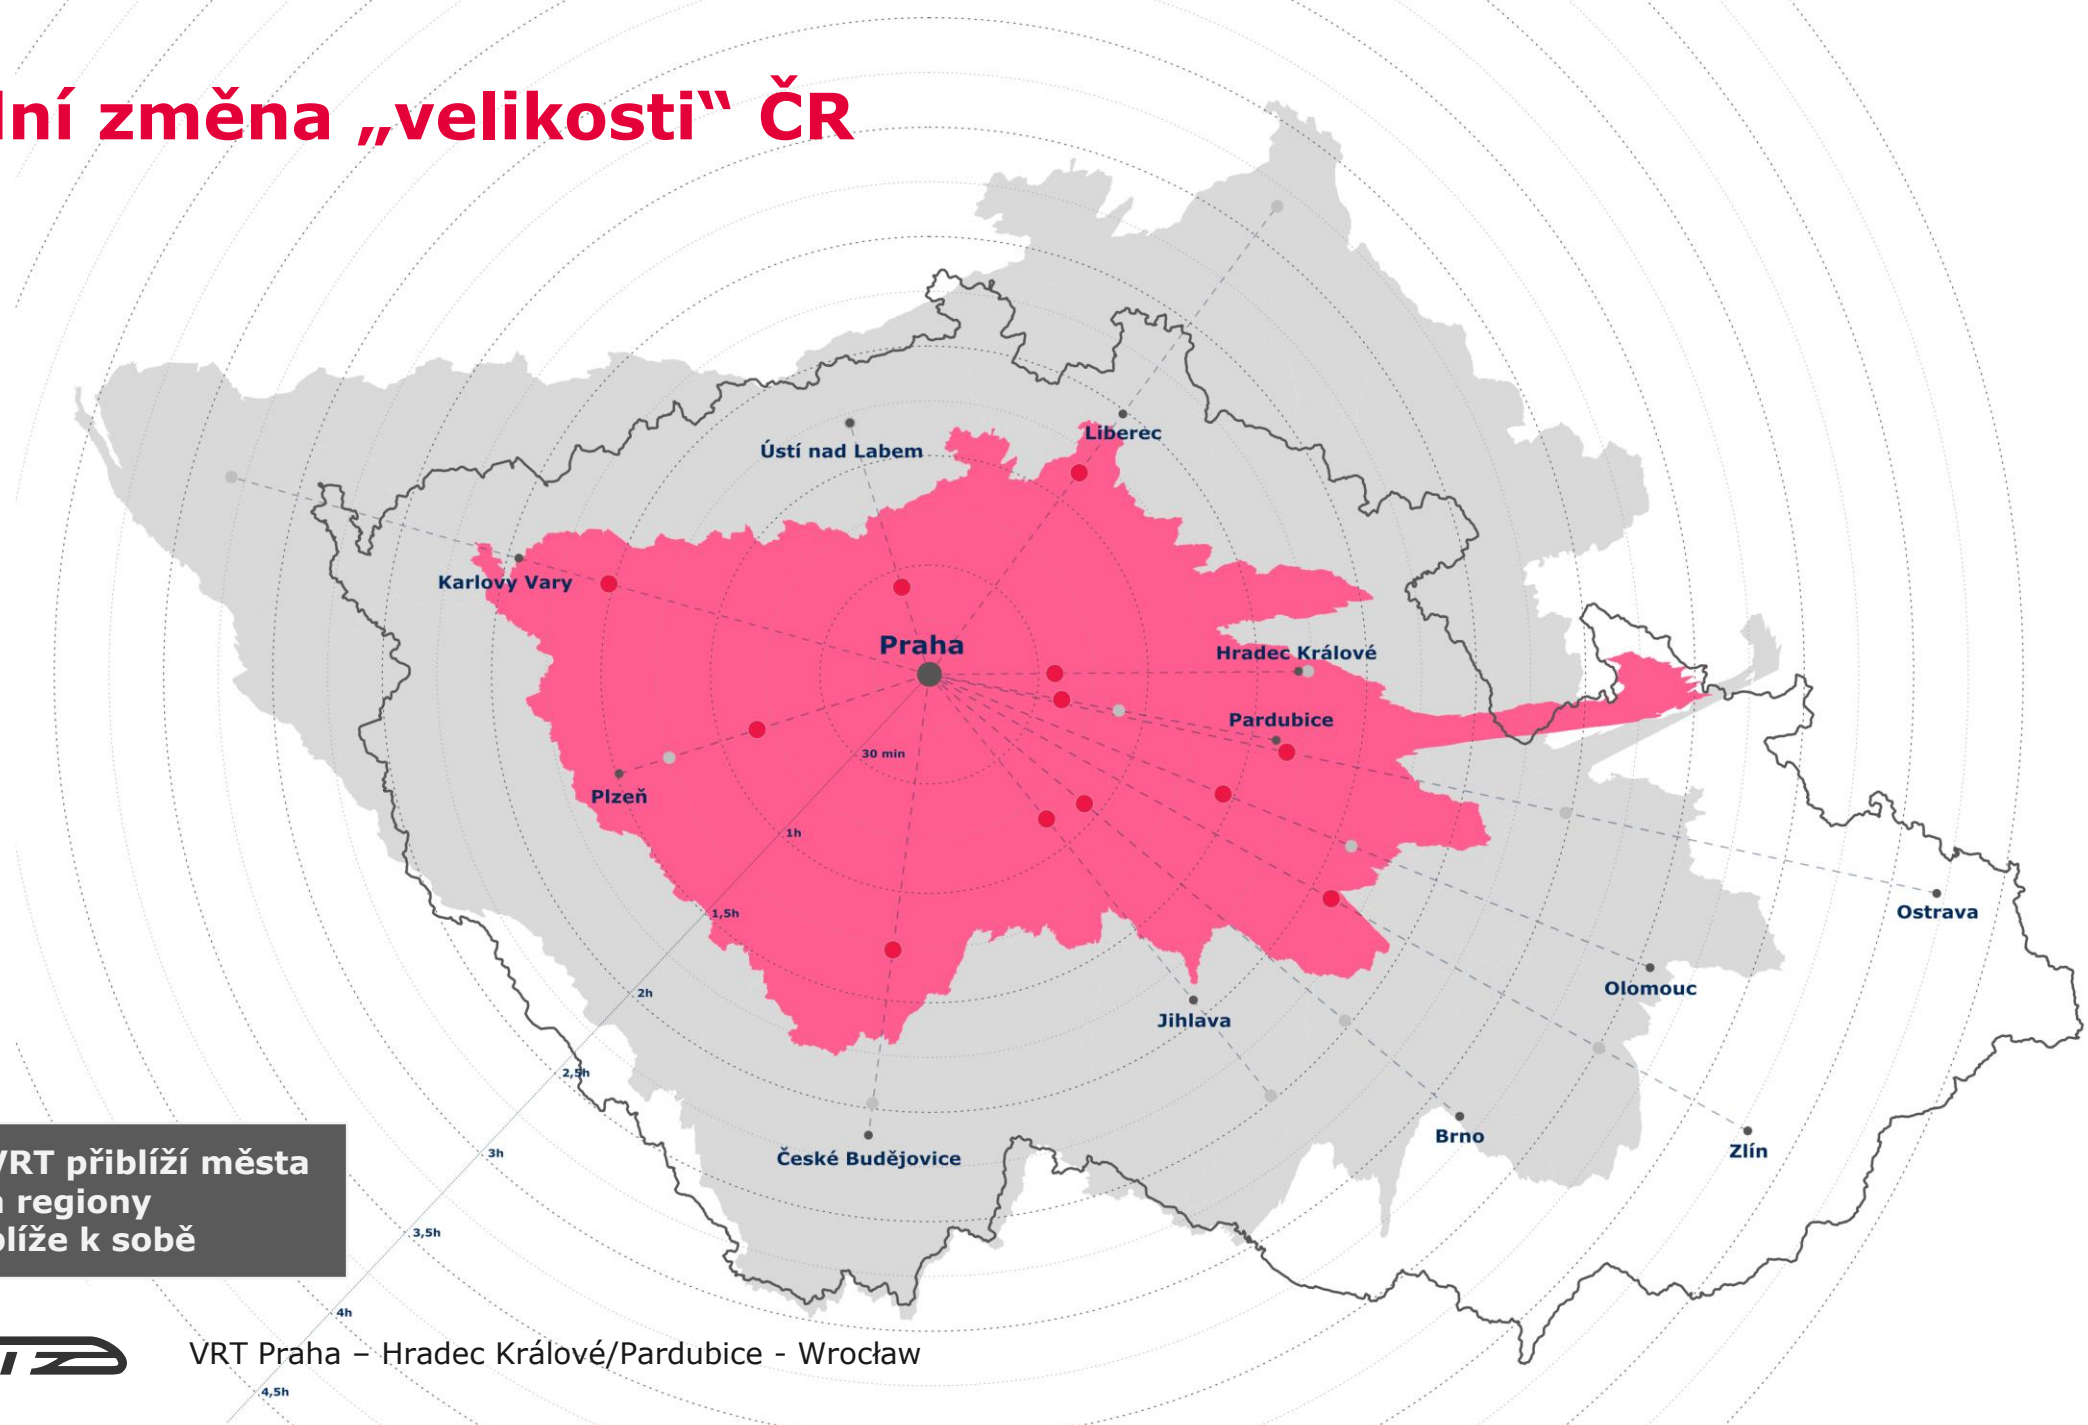 lní změna „velikosti“ ČR
Liberec
Ústí nad Labem
Karlovy Vary
Praha
Hradec Králové
Pardubice
30 min
Plzeň
1h
Ostrava
1,5h
Olomouc
2h
Jihlava
2,5h
Brno
Zlín
České Budějovice
3h
VRT přiblíží města
a regiony
blíže k sobě
3,5h
4h
VRT Praha – Hradec Králové/Pardubice - Wrocław
4,5h